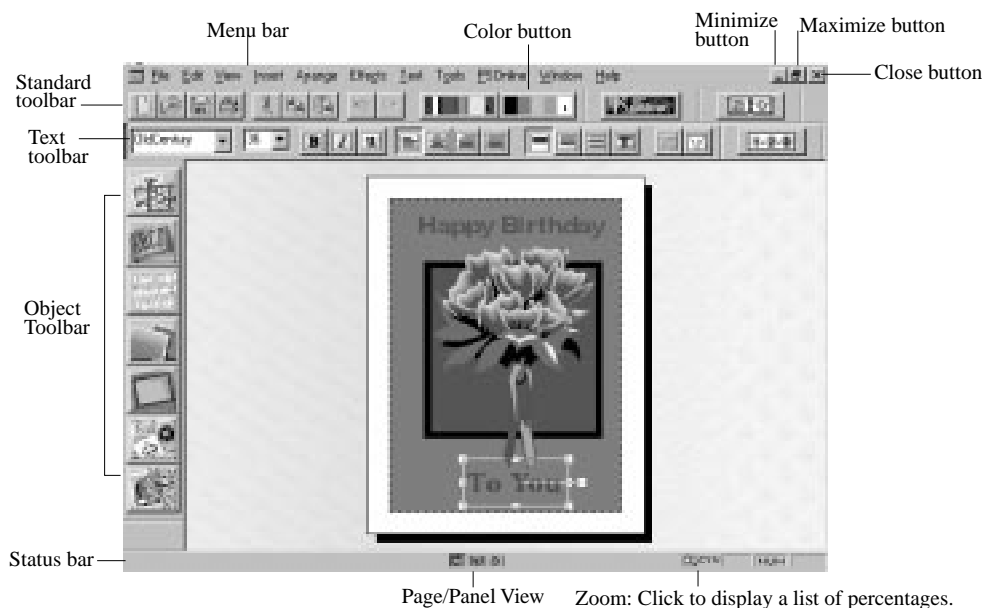 Menu bar
Color button
Minimize
button
Maximize button
Close button
Standard
toolbar
File Edit View Insert Arrange Effects Text Tools PSOnline Window Help
Text
toolbar
OldCentury
B I U
Happy Birthday
Object
Toolbar
To You
Status bar
Page/Panel View
Zoom: Click to display a list of percentages.